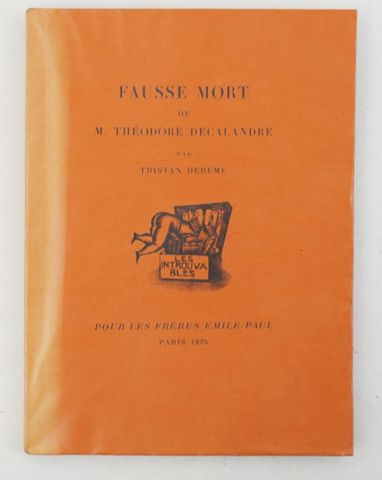 FAUSSE MORT
DE
M. THÉODORE DECALANDRE
PAR
TRISTAN DERÈME
LES
INTROUVA
BLES
POUR LES FRÈRES EMILE-PAUL
PARIS 1925